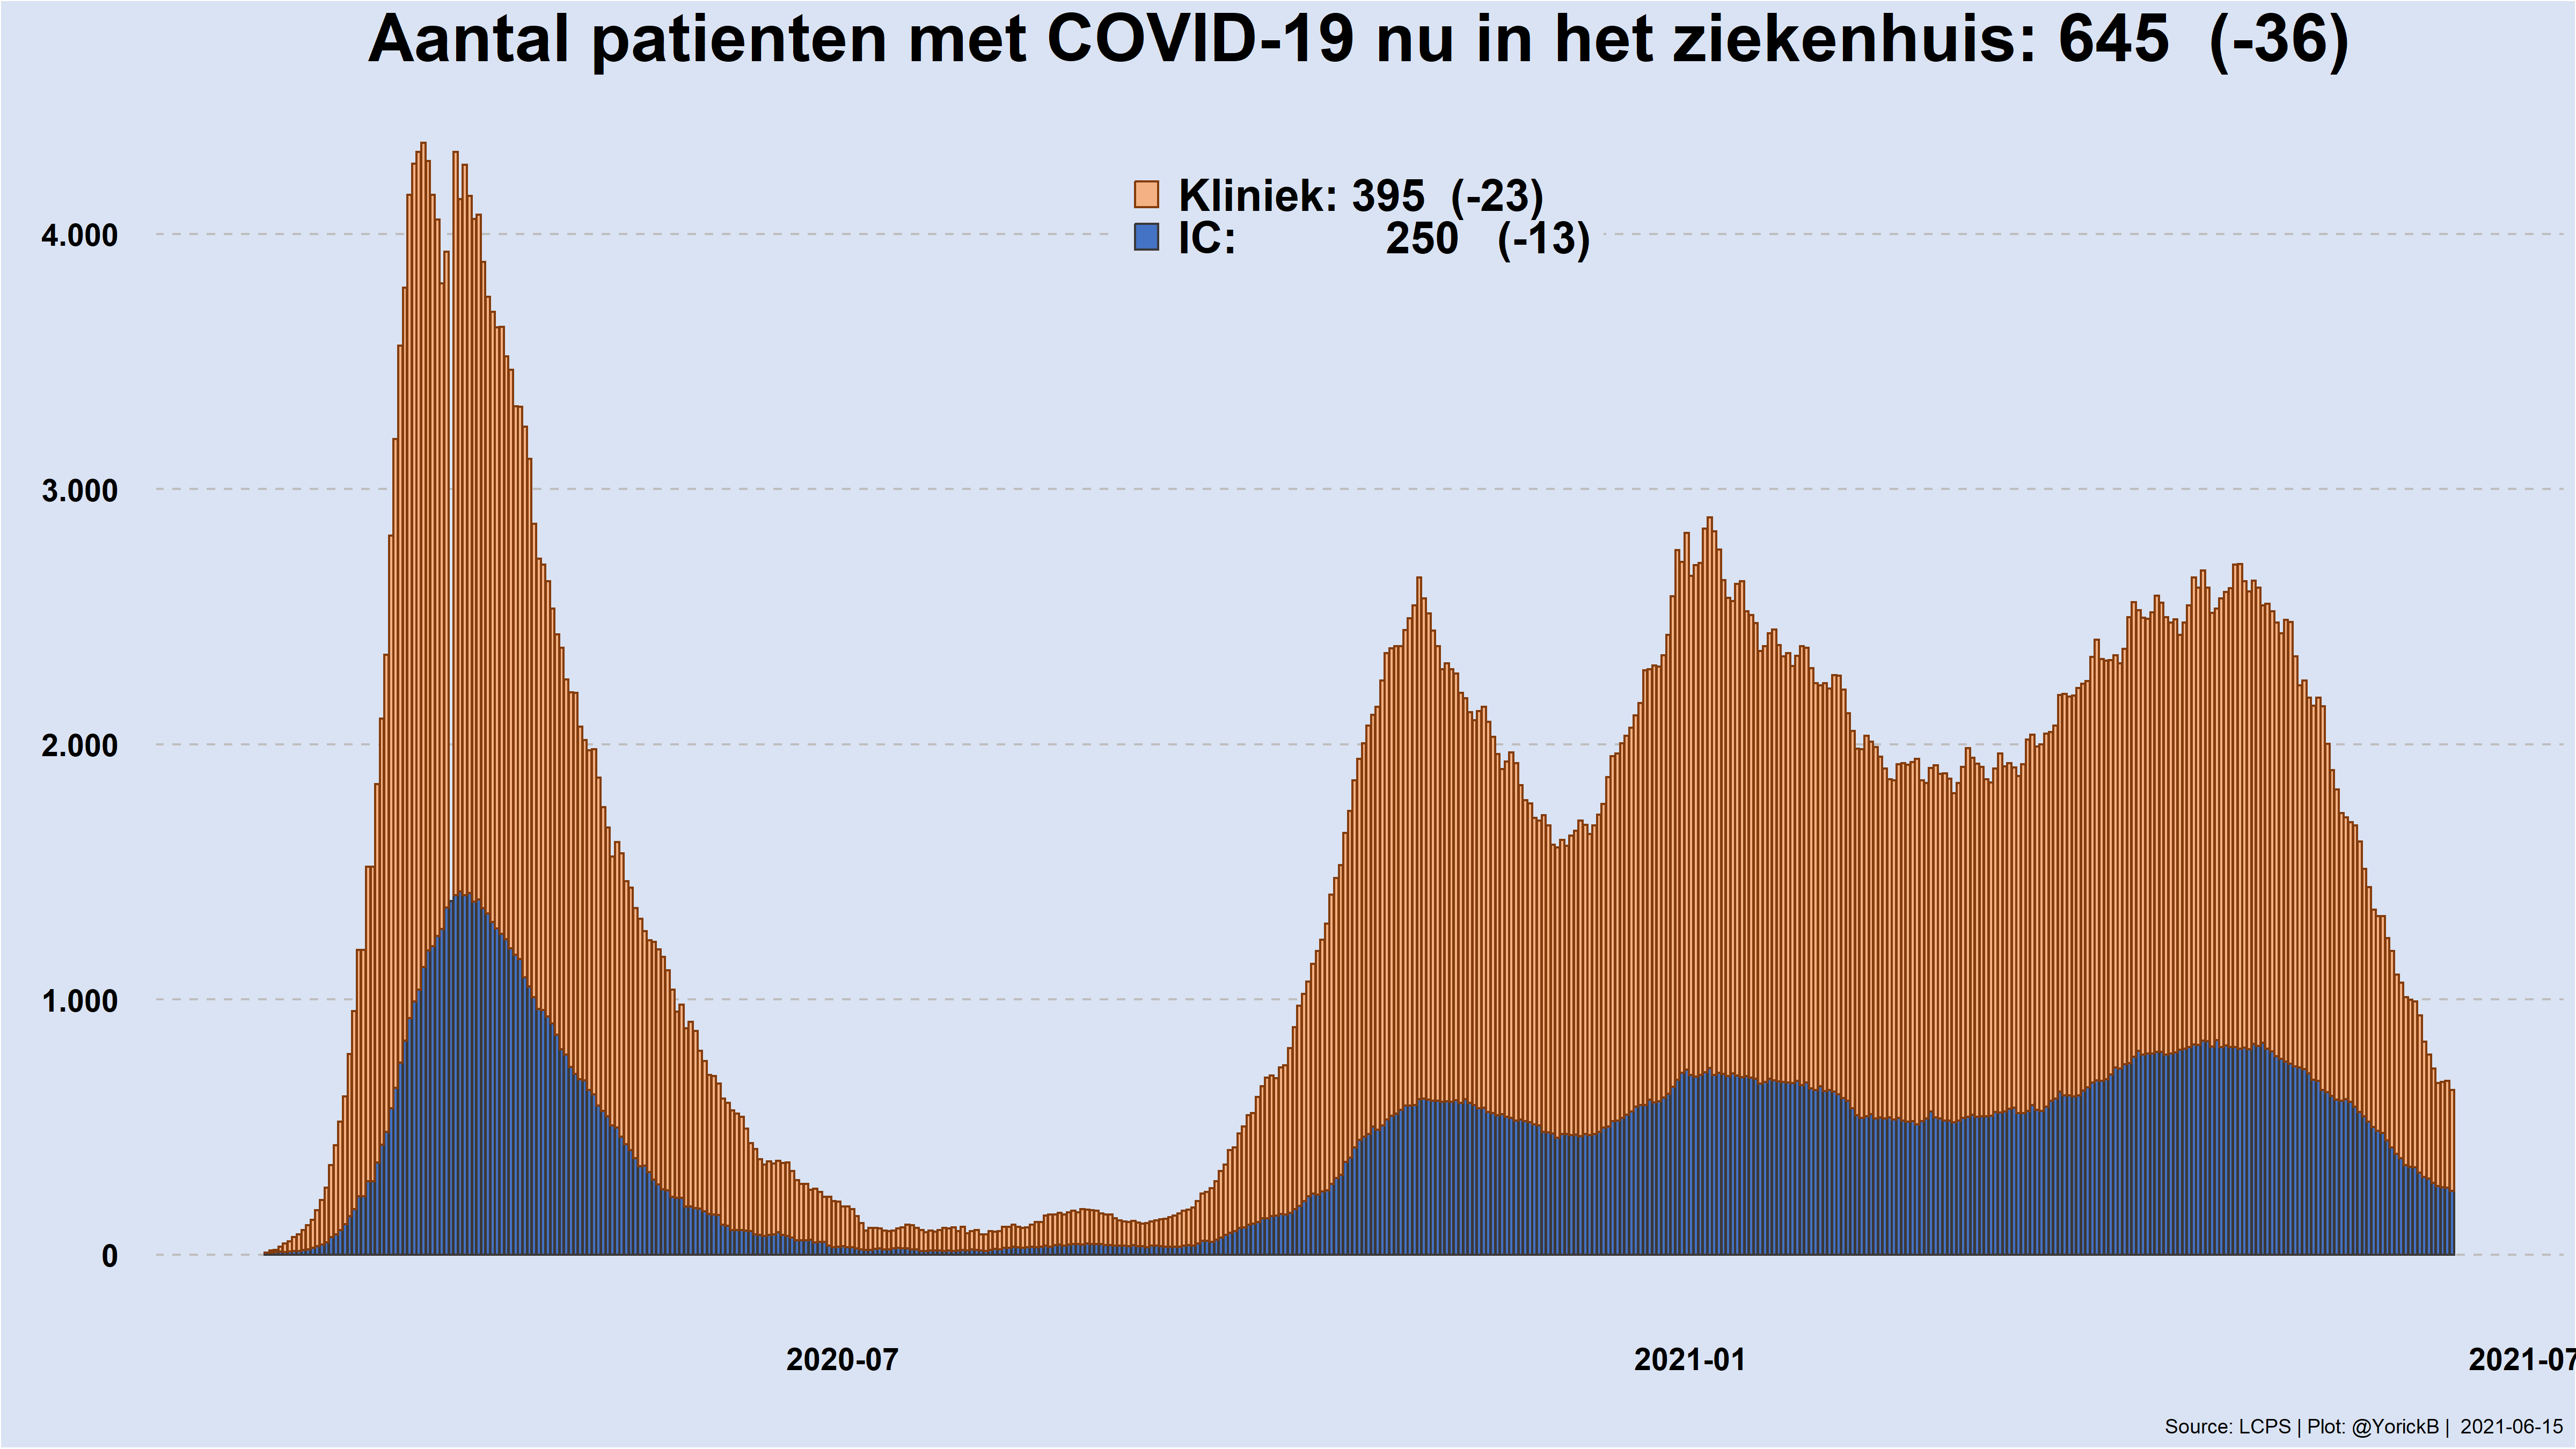 Aantal patienten met COVID-19 nu in het ziekenhuis: 645 (-36)
Kliniek: 395 (-23)
IC: 250 (-13)
4.000
3.000
2.000
1.000
0
2020-07
2021-01
2021-07
Source: LCPS | Plot: @YorickB | 2021-06-15